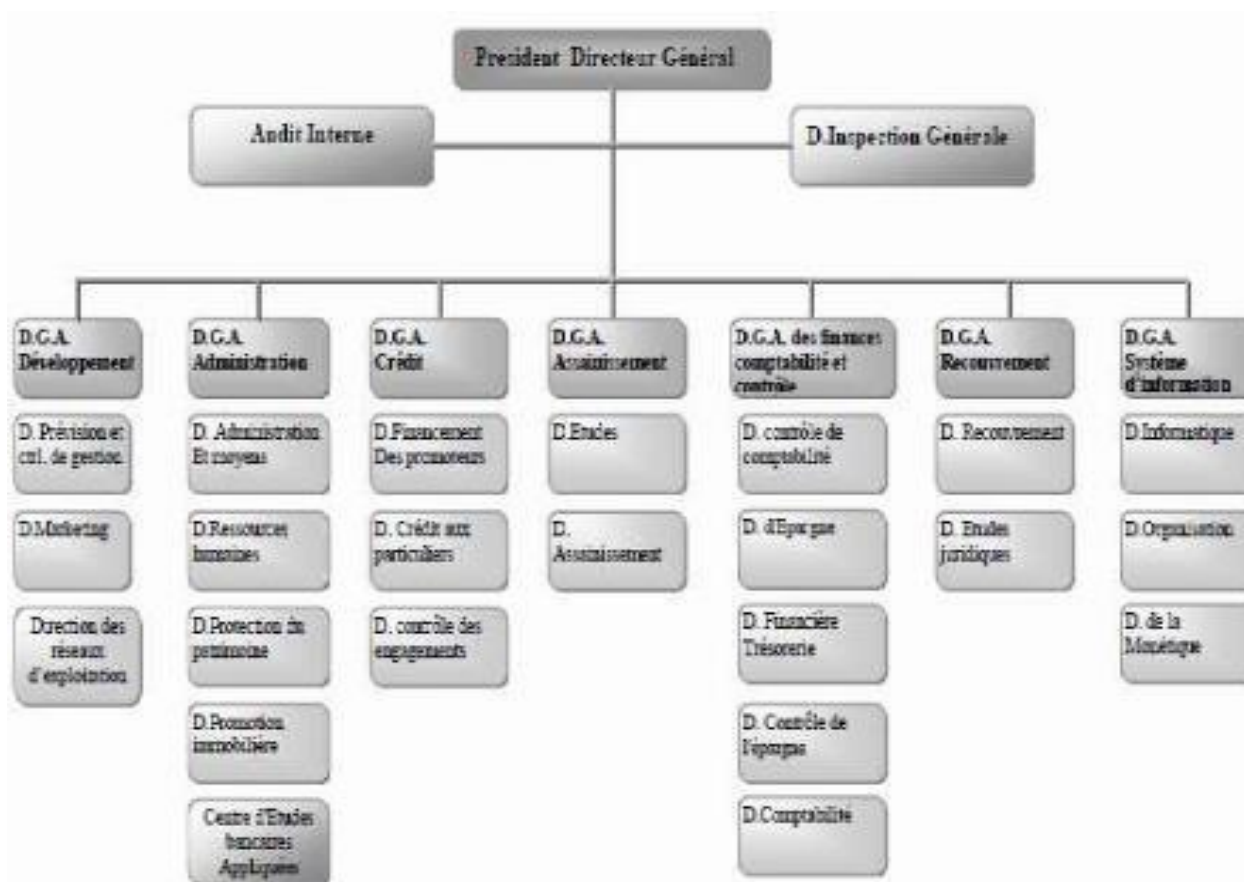 President Directeur Général
Audit Interne
D.Inspection Générale
D.G.A.
Développement
D. Prévision et
ctrl. de gestion
D.Marketing
Direction des
réseaux
d'exploitation
D.G.A.
Administration
D. Administration
Et moyens
D.Ressources
humaines
D.Protection du
patrimoine
D.Promotion
immobilière
Centre d'Etudes
bancaires
Appliquées
D.G.A.
Crédit
D.Financement
Des promoteurs
D. Crédit aux
particuliers
D. contrôle des
engagements
D.G.A.
Assainissement
D.Etudes
D.
Assainissement
D.G.A. des finances
comptabilité et
contrôle
D. contrôle de
comptabilité
D. d'Epargne
D. Financière
Trésorerie
D. Contrôle de
l'épargne
D.Comptabilité
D.G.A.
Recouvrement
D. Recouvrement
D. Etudes
juridiques
D.G.A.
Système
d'information
D.Informatique
D.Organisation
D. de la
Monétique